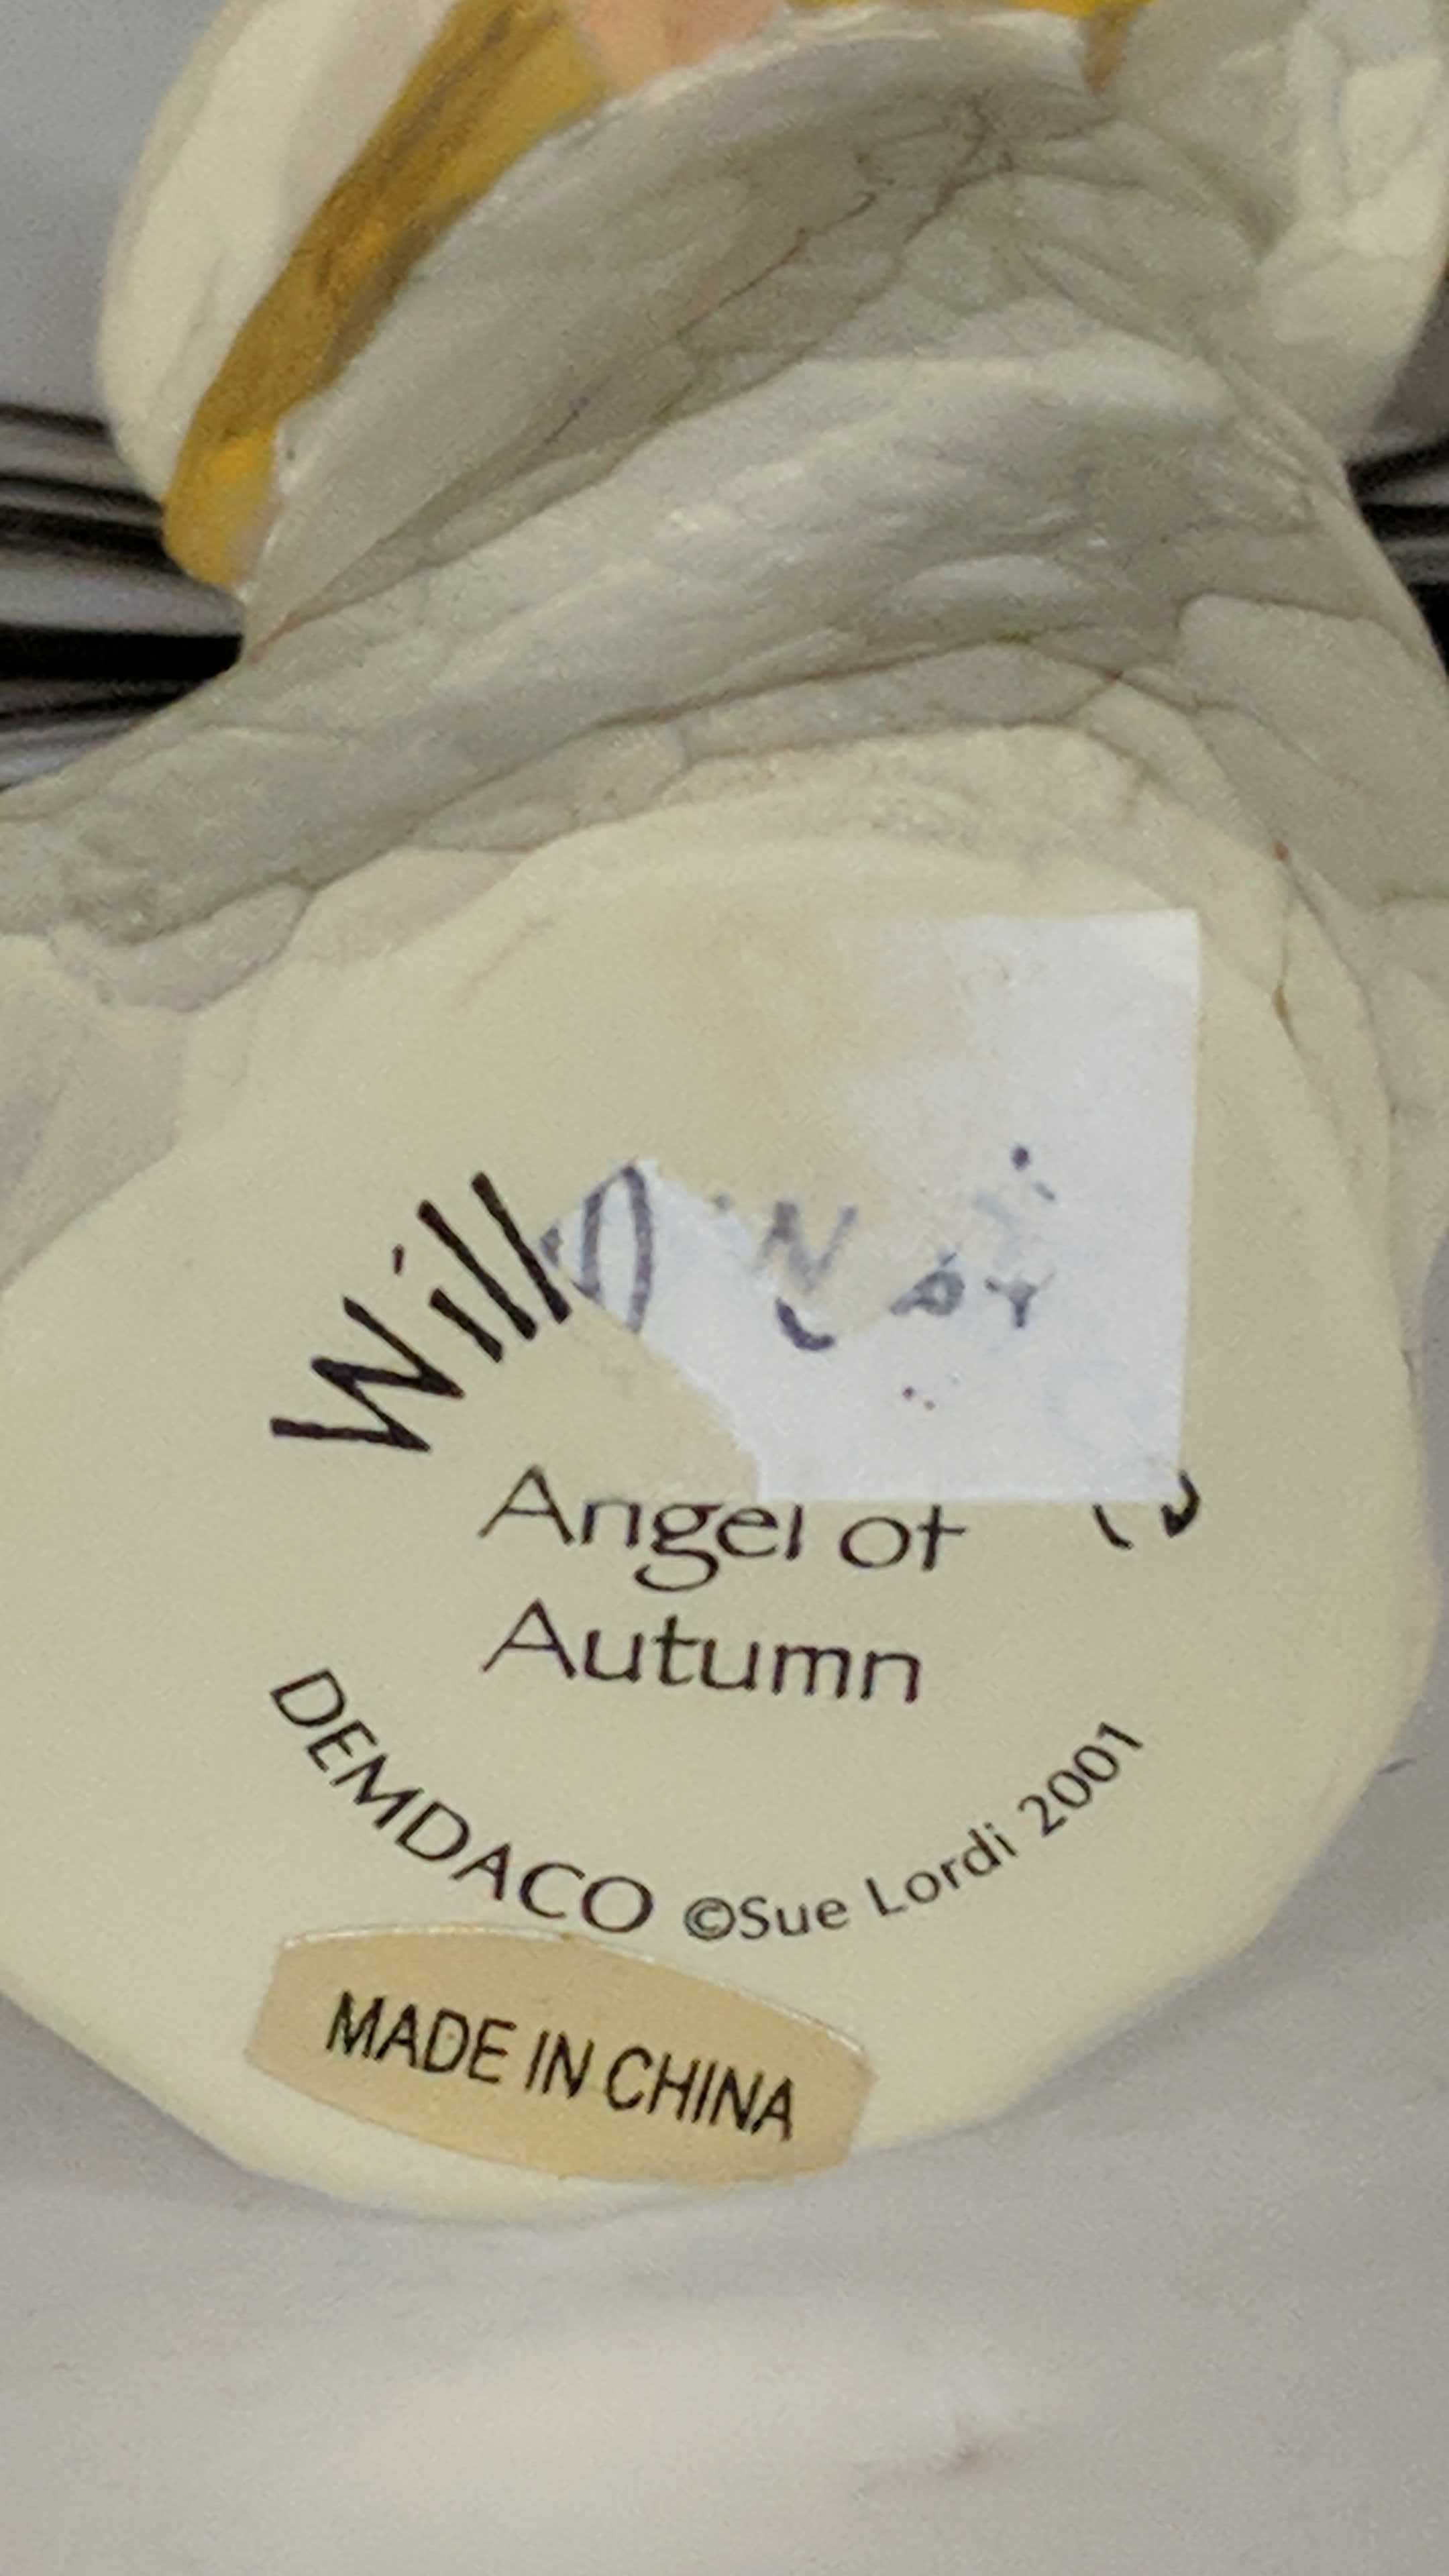 Will
Angel of
Autumn
DEMDACO ©Sue Lordi 2001
MADE IN CHINA